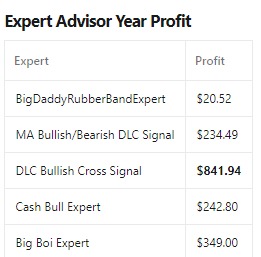 Expert Advisor Year Profit
Expert Profit
BigDaddyRubberBandExpert $20.52
MA Bullish/Bearish DLC Signal $234.49
DLC Bullish Cross Signal $841.94
Cash Bull Expert $242.80
Big Boi Expert $349.00